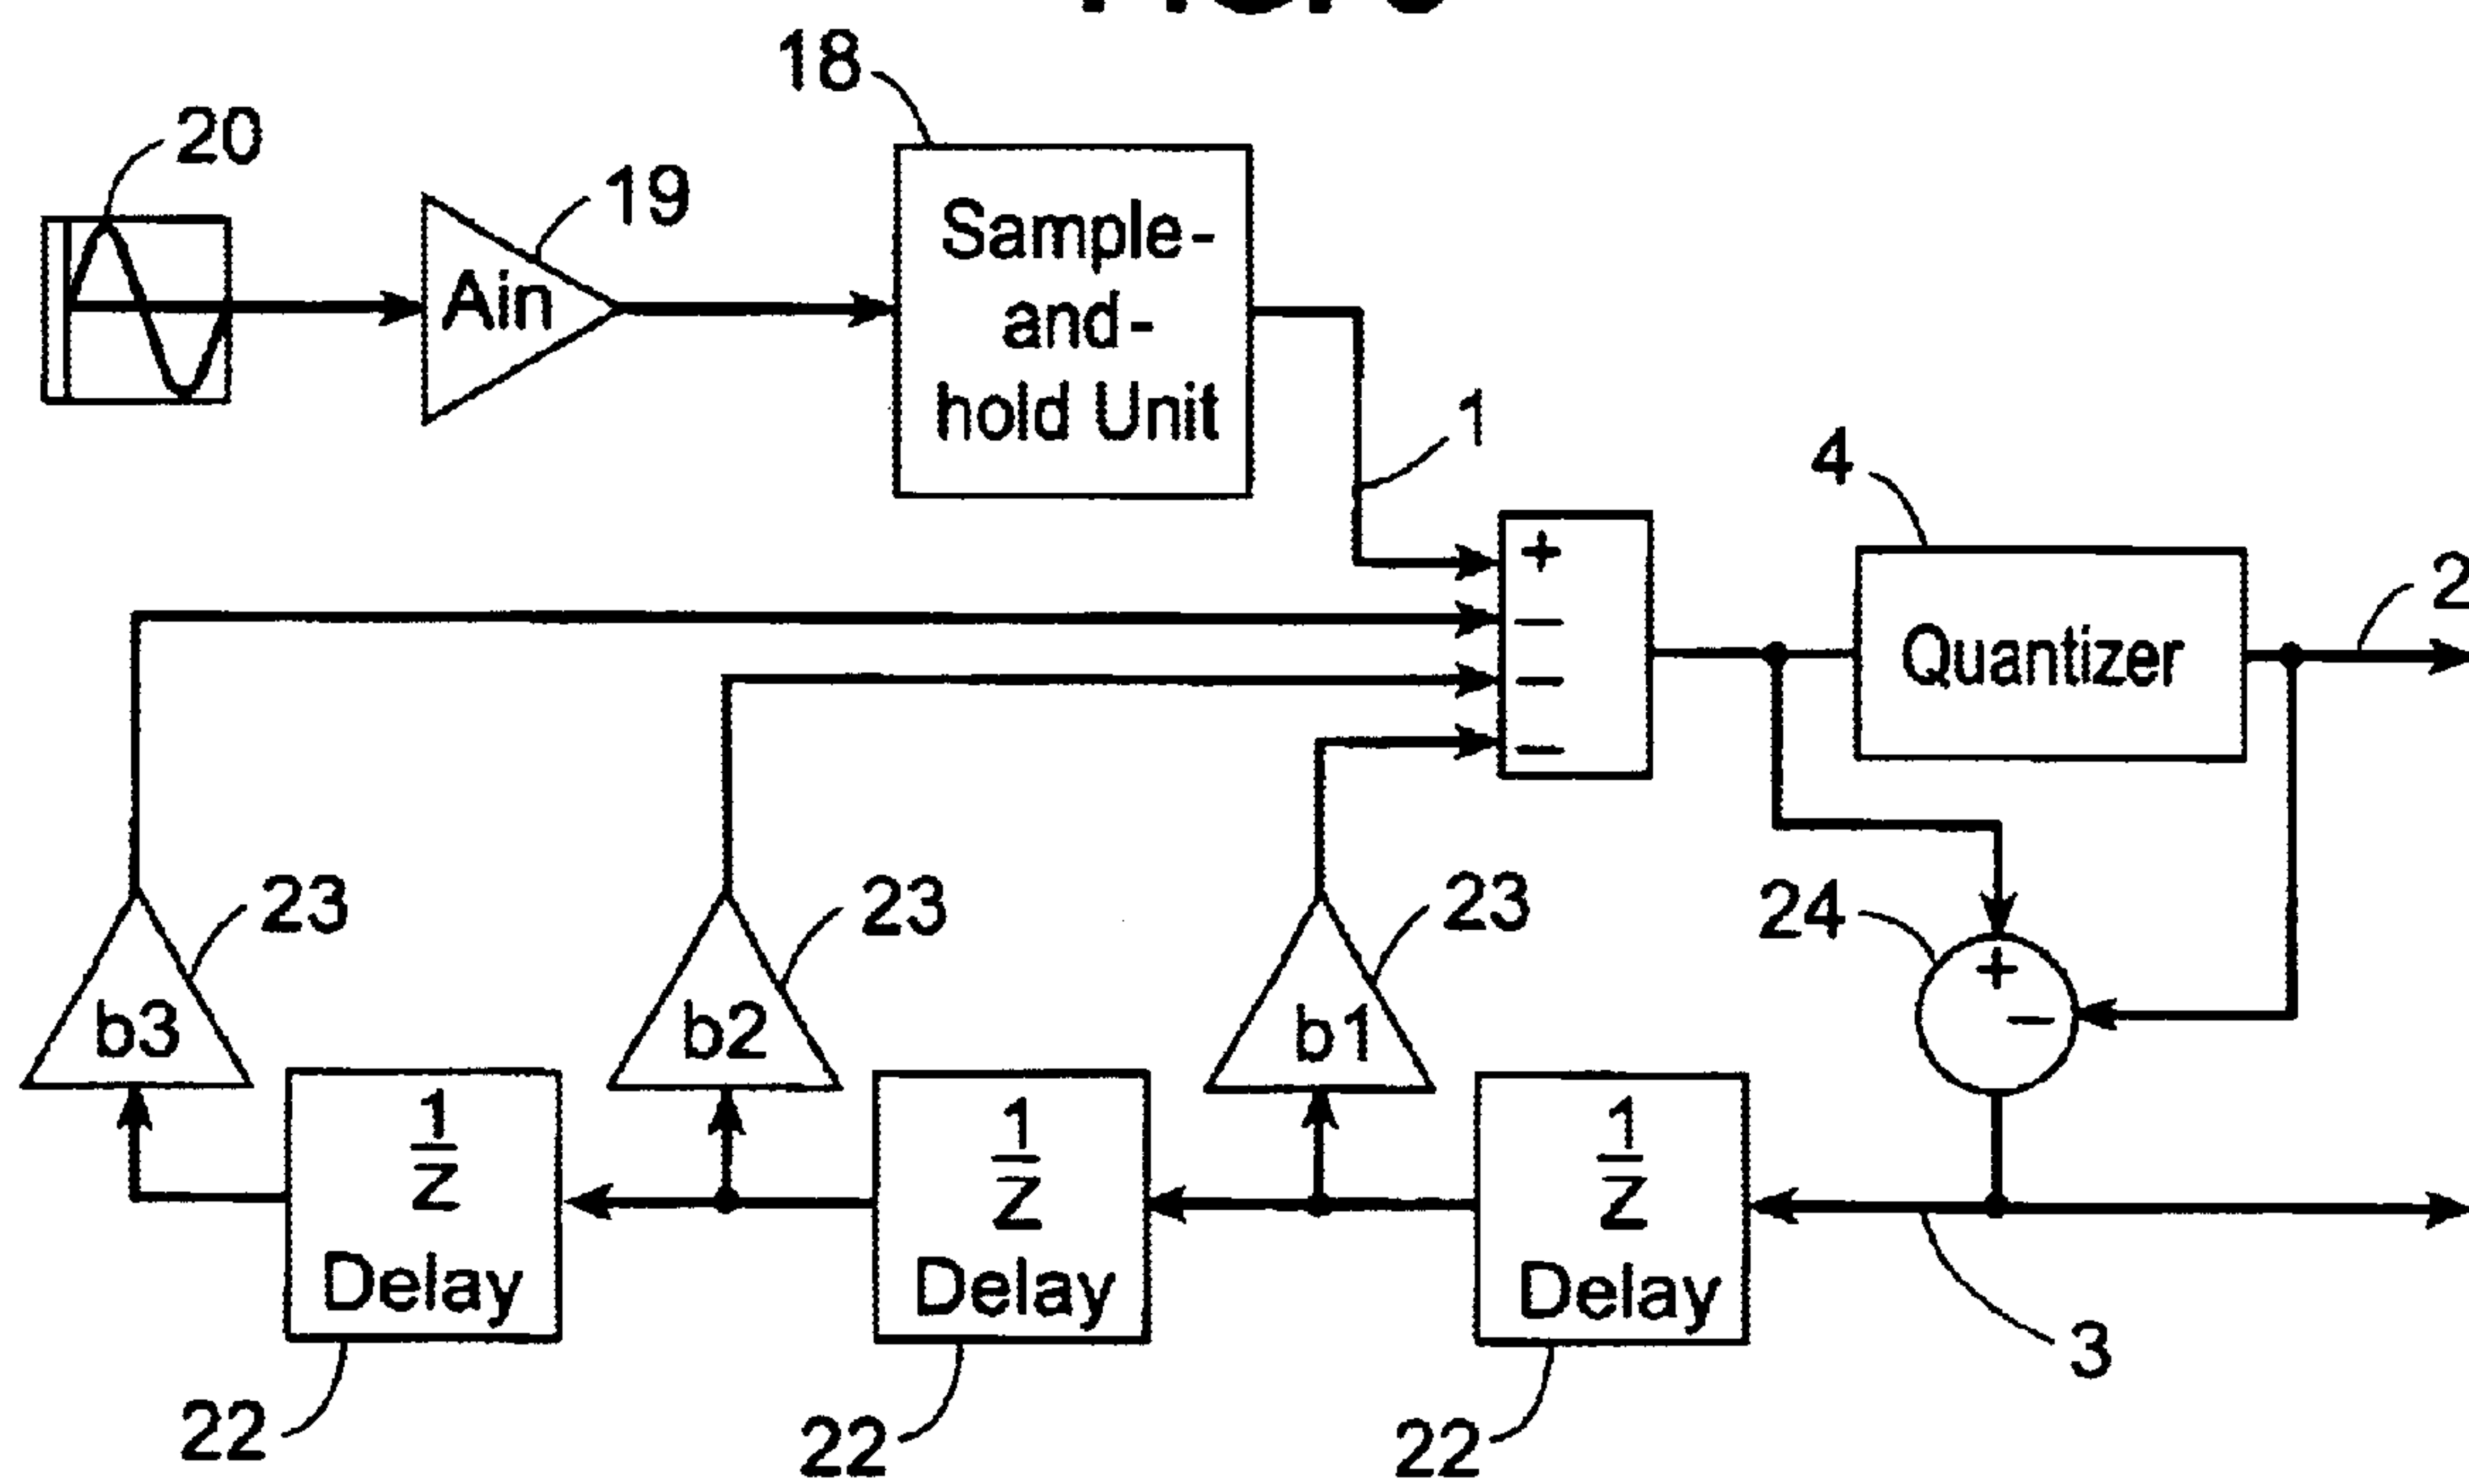 18
20
19
Sample-
Ain
and-
hold Unit
1
4
+
2
−
Quantizer
−
−
23
23
23
24
+
−
b3
b2
b1
1
z
Delay
1
z
Delay
1
z
Delay
3
22
22
22